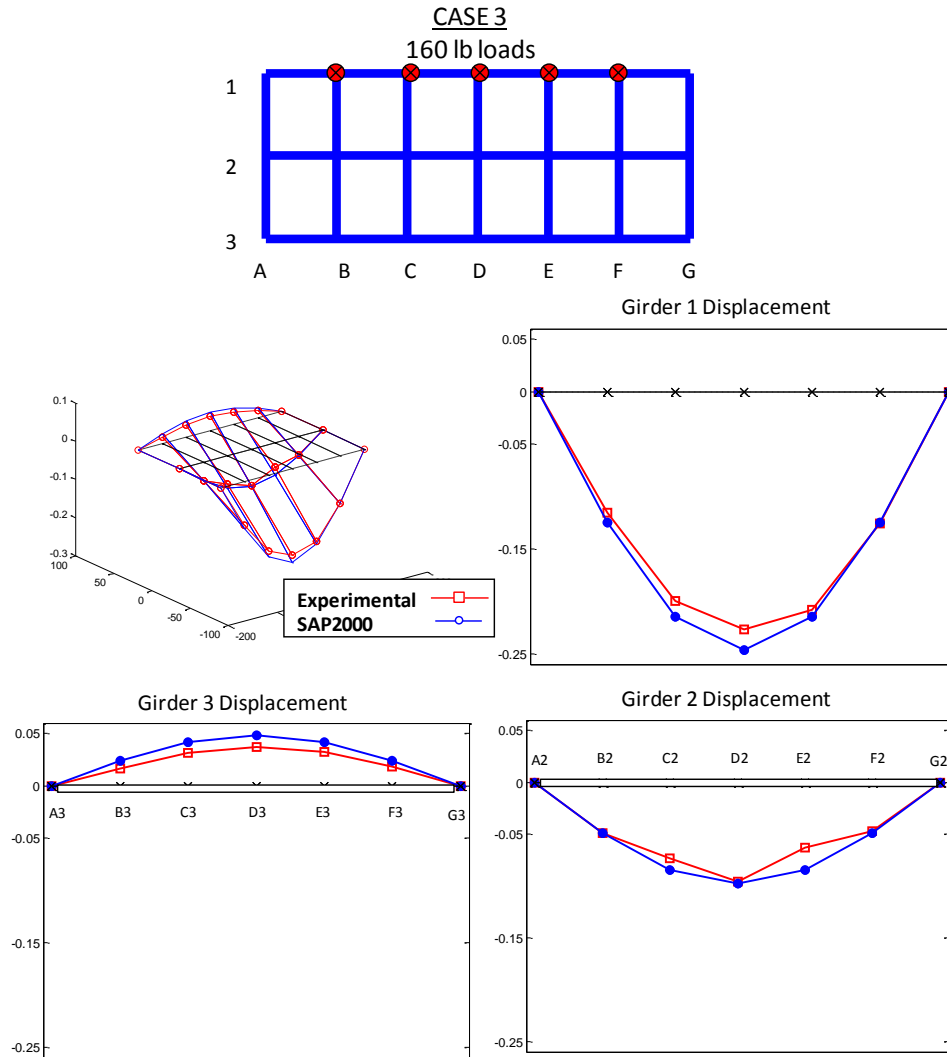 CASE 3
160 lb loads
1
2
3
A B C D E F G
Girder 1 Displacement
0.05
0
-0.05
-0.15
-0.25
0.1
0
-0.1
-0.2
-0.3
100
50
0
-50
-100
-200
Experimental
SAP2000
Girder 3 Displacement
0.05
0
-0.05
-0.15
-0.25
A3 B3 C3 D3 E3 F3 G3
Girder 2 Displacement
0.05
0
-0.05
-0.15
-0.25
A2 B2 C2 D2 E2 F2 G2